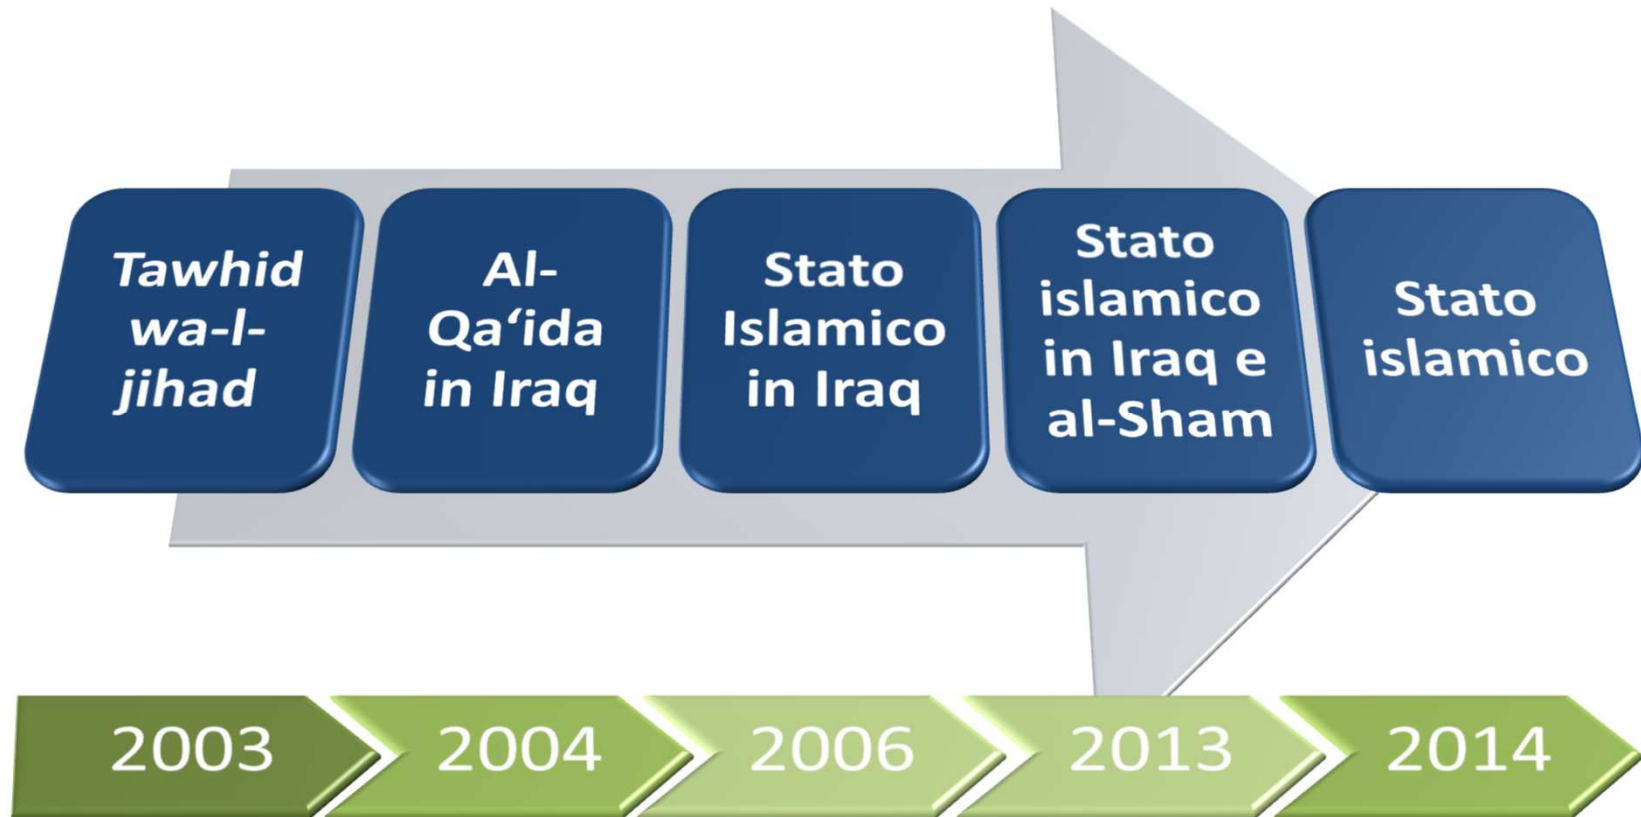 Tawhid
wa-l-
jihad
Al-
Qa‘ida
in Iraq
Stato
Islamico
in Iraq
Stato
islamico
in Iraq e
al-Sham
Stato
islamico
2003
2004
2006
2013
2014